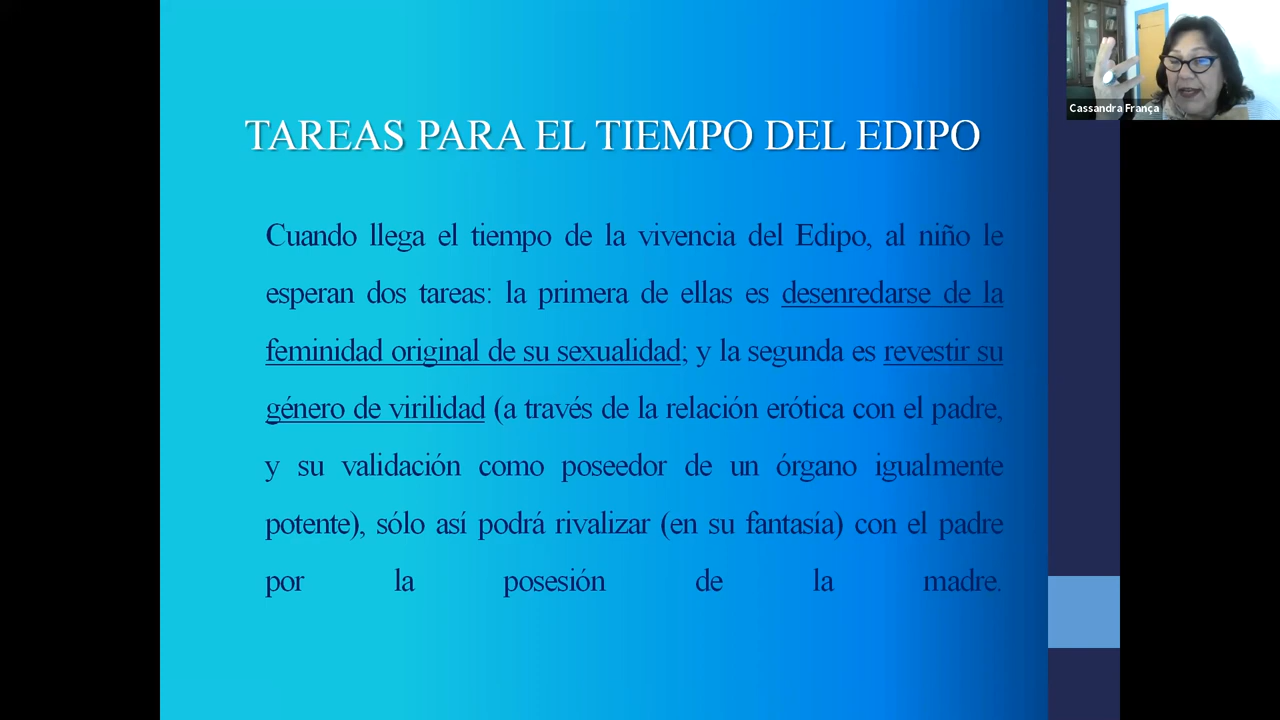 Cassandra França
TAREAS PARA EL TIEMPO DEL EDIPO
Cuando llega el tiempo de la vivencia del Edipo, al niño le
esperan dos tareas: la primera de ellas es desenredarse de la
feminidad original de su sexualidad; y la segunda es revestir su
género de virilidad (a través de la relación erótica con el padre,
y su validación como poseedor de un órgano igualmente
potente), sólo así podrá rivalizar (en su fantasía) con el padre
por la posesión de la madre.